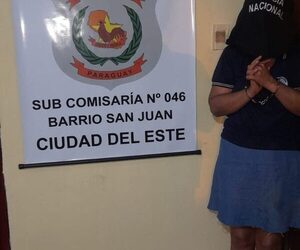 PARAGUAY
SUB COMISARÍA Nº 046
BARRIO SAN JUAN
CIUDAD DEL ESTE
NACIONAL